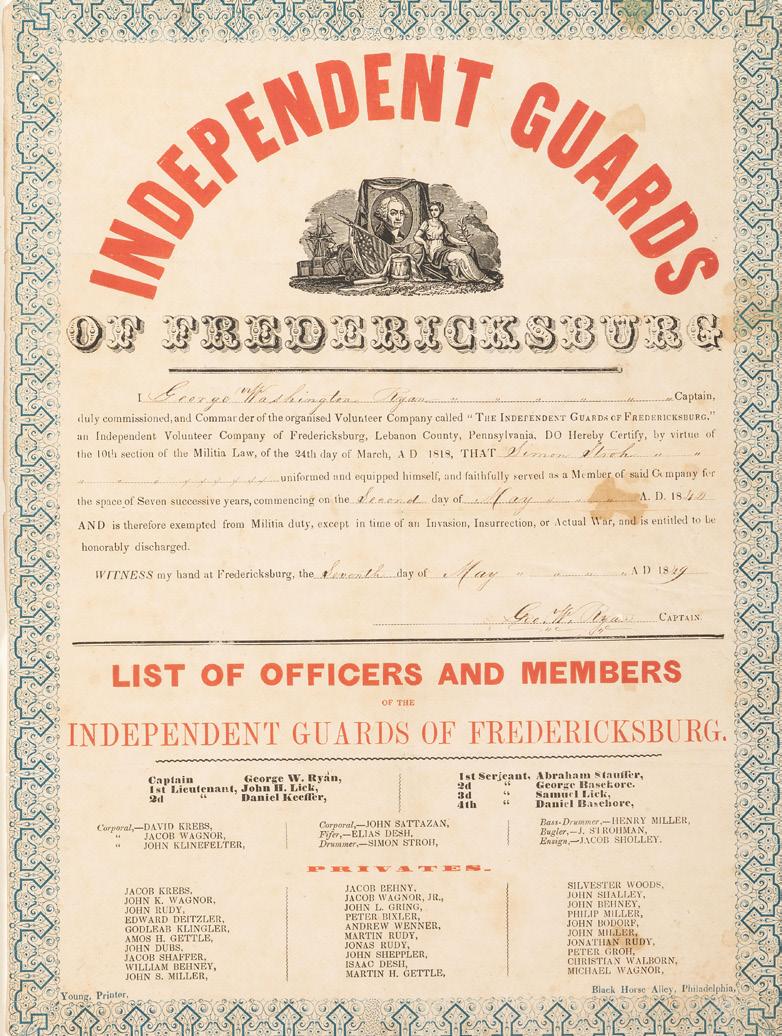 INDEPENDENT GUARDS
OF FREDERICKSBURG
I George Washington Ryan " " " " " " Captain,
duly commissioned, and Commander of the organised Volunteer Company called "THE INDEPENDENT GUARDS OF FREDERICKSBURG."
an Independent Volunteer Company of Fredericksburg, Lebanon County, Pennsylvania, DO Hereby Certify, by virtue of
the 10th section of the Militia Law, of the 24th day of March, A D 1818, THAT Simon Stroh " "
uniformed and equipped himself, and faithfully served as a Member of said Company for
the space of Seven successive years, commencing on the Second day of May A. D. 184
AND is therefore exempted from Militia duty, except in time of an Invasion, Insurrection, or Actual War, and is entitled to be
honorably discharged.
WITNESS my hand at Fredericksburg, the Seventh day of May " " " " A D 1849
Geo. W. Ryan CAPTAIN.
LIST OF OFFICERS AND MEMBERS
OF THE
INDEPENDENT GUARDS OF FREDERICKSBURG.
Captain George W. Ryan,
1st Lieutenant, John H. Lick,
2d " Daniel Keeffer,
1st Serjeant, Abraham Stauffer,
2d " George Baschore,
3d " Samuel Lick,
4th " Daniel Baschore,
Corporal,—DAVID KREBS,
" JACOB WAGNOR,
" JOHN KLINEFELTER,
Corporal,—JOHN SATTAZAN,
Fifer,—ELIAS DESH,
Drummer,—SIMON STROH,
Bass-Drummer,—HENRY MILLER,
Bugler,—J. STROHMAN,
Ensign,—JACOB SHOLLEY.
PRIVATES.
JACOB KREBS,
JOHN K. WAGNOR,
JOHN RUDY,
EDWARD DEITZLER,
GODLEAB KLINGLER,
AMOS H. GETTLE,
JOHN DUBS,
JACOB SHAFFER,
WILLIAM BEHNEY,
JOHN S. MILLER,
JACOB BEHNY,
JACOB WAGNOR, JR.,
JOHN L. GRING,
PETER BIXLER,
ANDREW WENNER,
MARTIN RUDY,
JONAS RUDY,
JOHN SHEPPLER,
ISAAC DESH,
MARTIN H. GETTLE,
SILVESTER WOODS,
JOHN SHALLEY,
JOHN BEHNEY,
PHILIP MILLER,
JOHN BODORF,
JOHN MILLER,
JONATHAN RUDY,
PETER GROH,
CHRISTIAN WALBORN,
MICHAEL WAGNOR,
Young, Printer,
Black Horse Alley, Philadelphia,